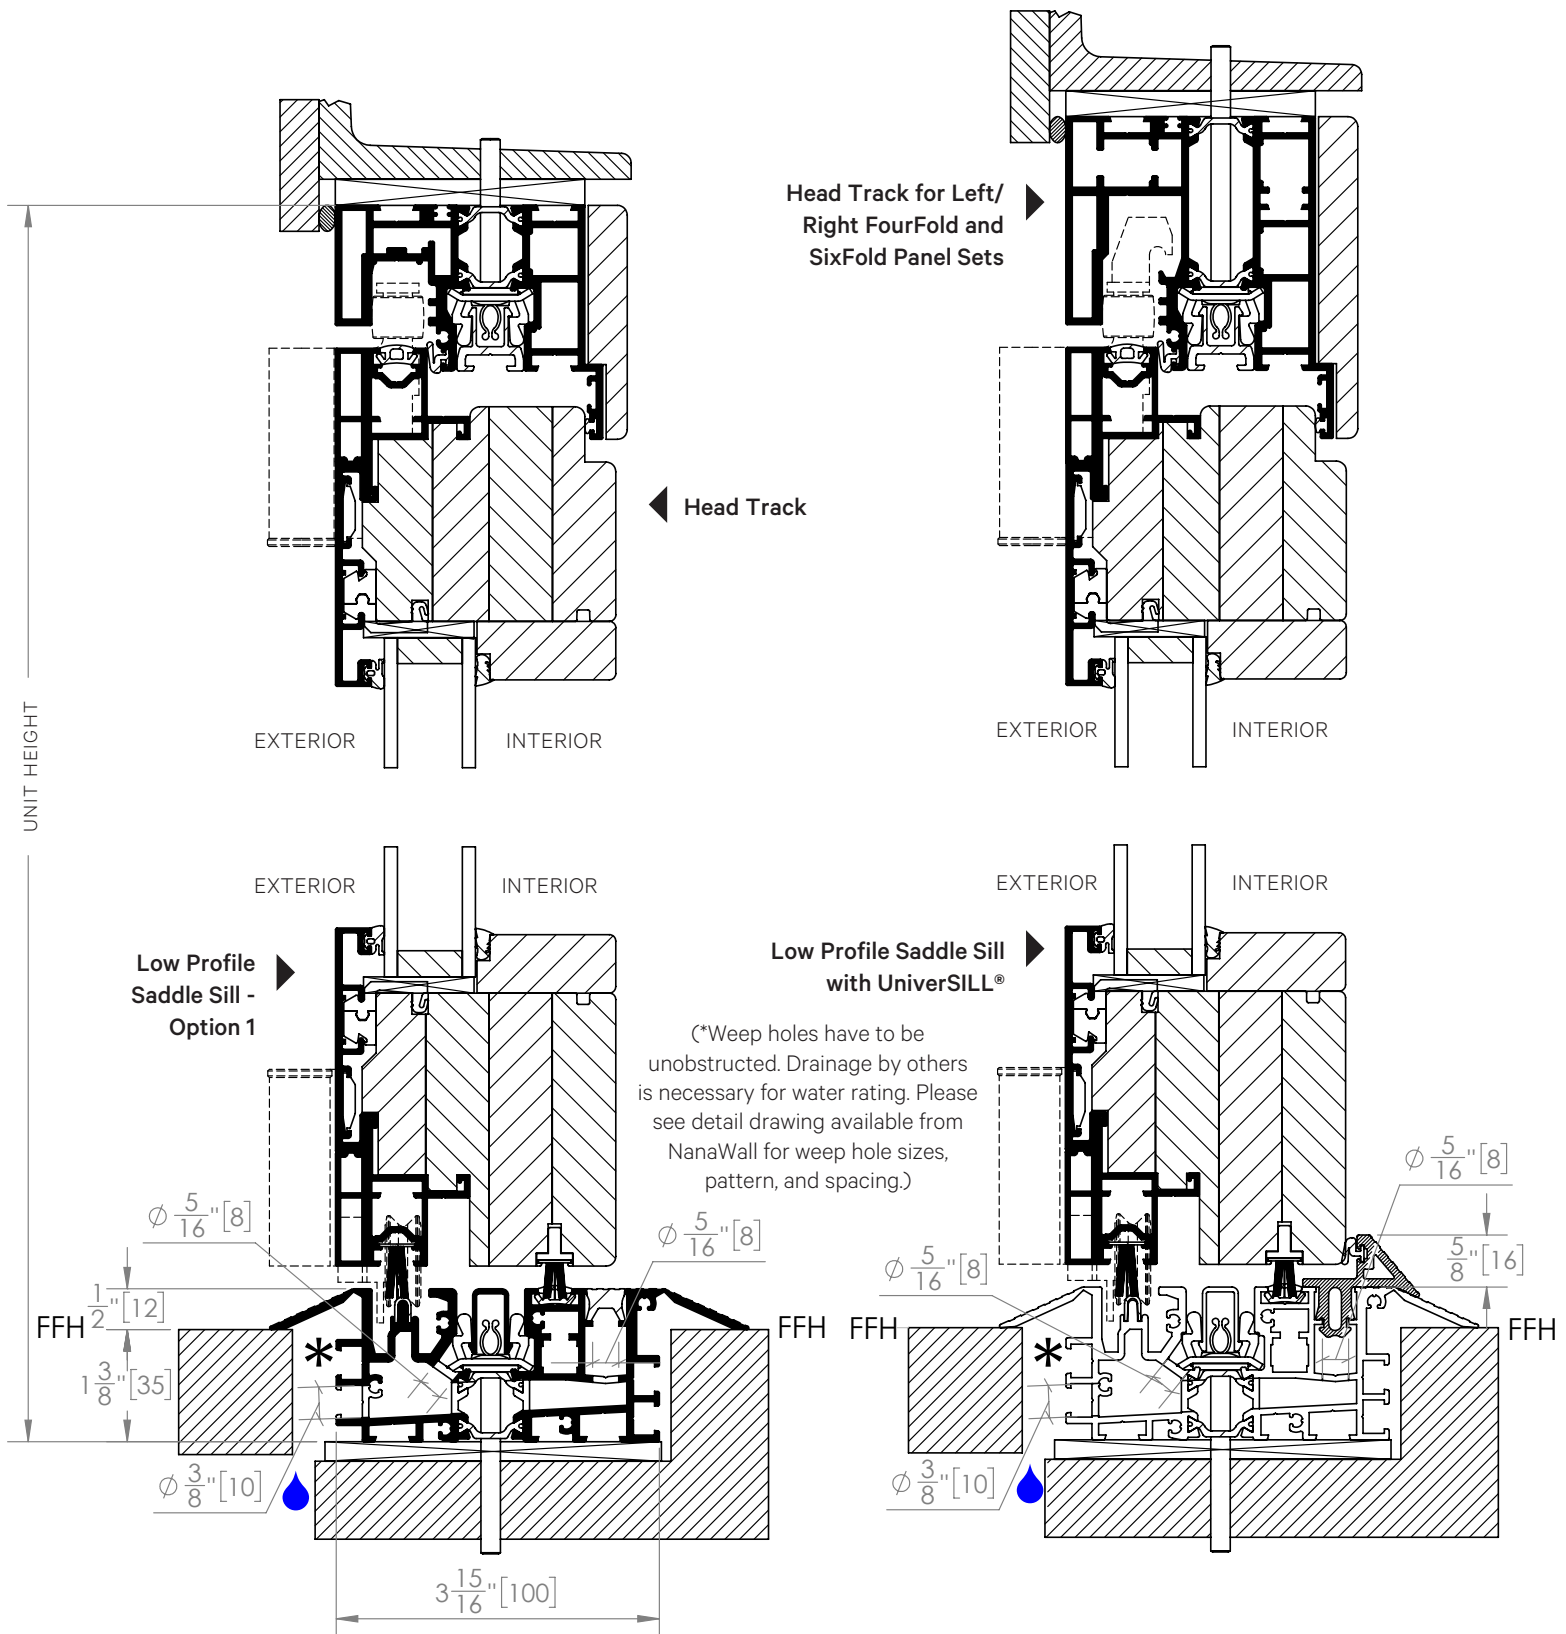 Head Track for Left/
Right FourFold and
SixFold Panel Sets
Head Track
EXTERIOR
INTERIOR
EXTERIOR
INTERIOR
UNIT HEIGHT
EXTERIOR
INTERIOR
EXTERIOR
INTERIOR
Low Profile
Saddle Sill -
Option 1
Low Profile Saddle Sill
with UniverSILL®
(*Weep holes have to be
unobstructed. Drainage by others
is necessary for water rating. Please
see detail drawing available from
NanaWall for weep hole sizes,
pattern, and spacing.)
Ø 5/16"[8]
Ø 5/16"[8]
1/2"[12]
FFH
FFH
*
1 3/8"[35]
Ø 3/8"[10]
3 15/16"[100]
Ø 5/16"[8]
Ø 5/16"[8]
5/8"[16]
FFH
FFH
*
Ø 3/8"[10]